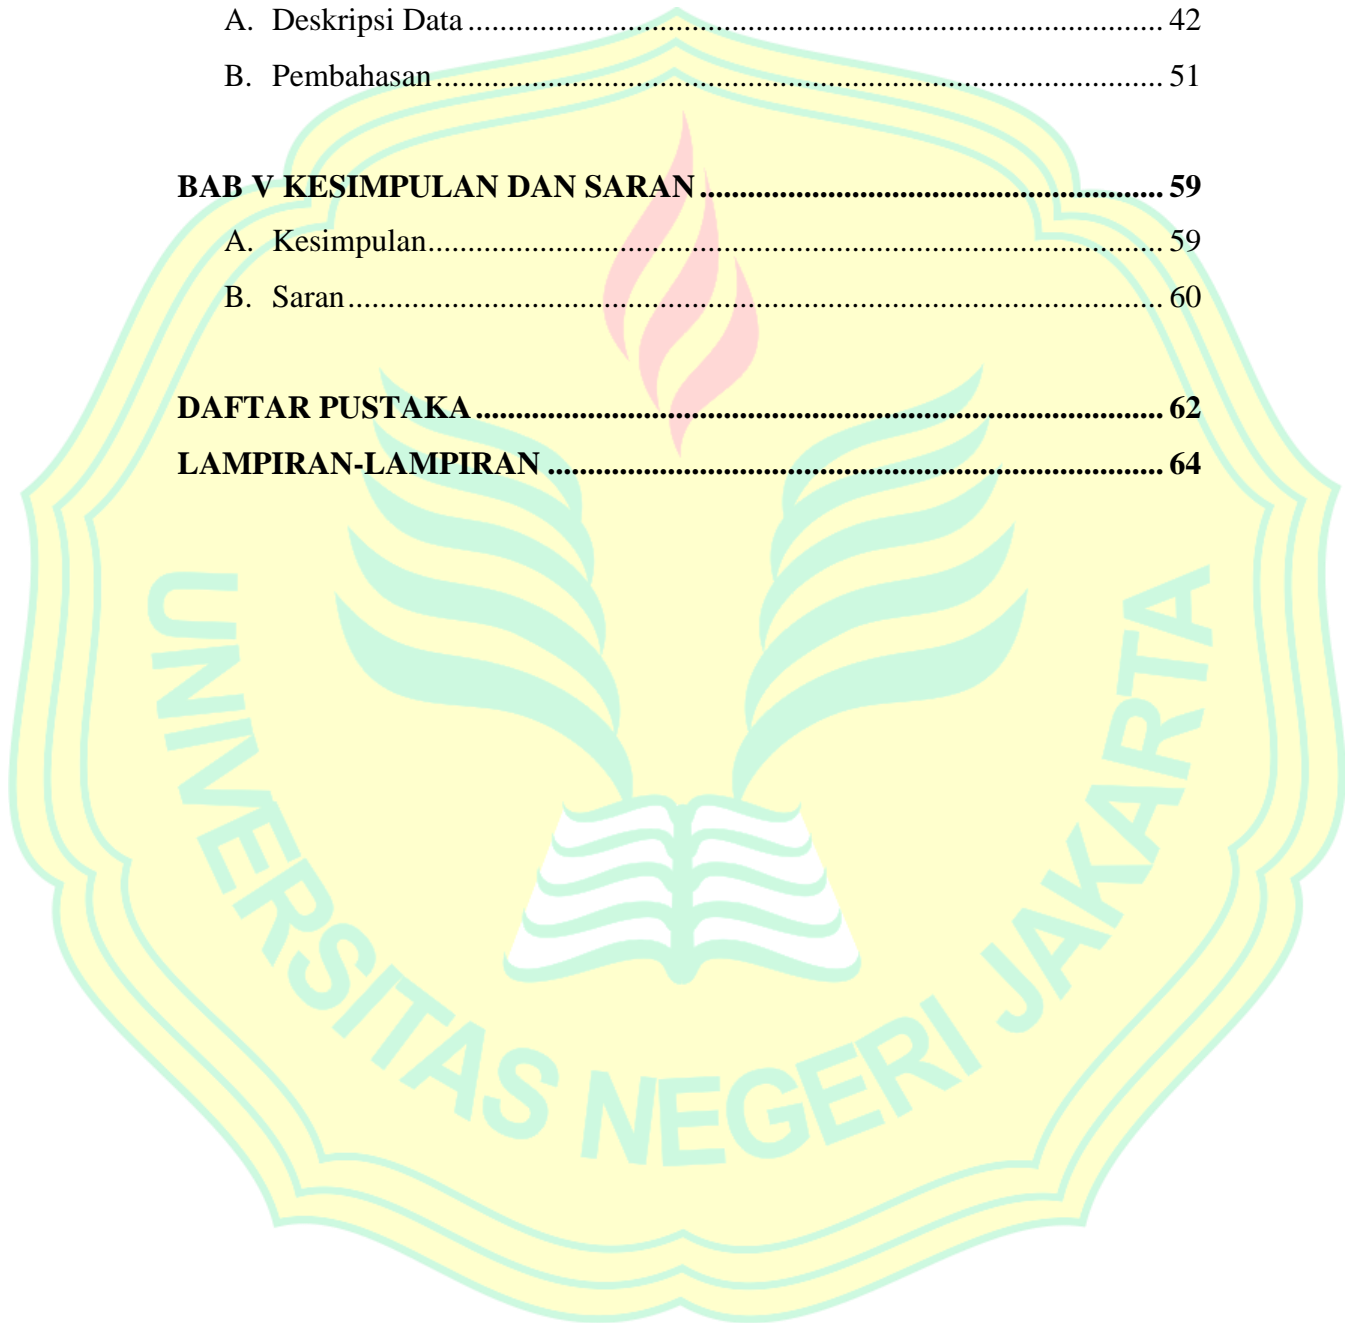 A. Deskripsi Data ........................................................................................ 42
B. Pembahasan ............................................................................................ 51
BAB V KESIMPULAN DAN SARAN .......................................................... 59
A. Kesimpulan ............................................................................................. 59
B. Saran ....................................................................................................... 60
DAFTAR PUSTAKA ...................................................................................... 62
LAMPIRAN-LAMPIRAN ............................................................................. 64
UNIVERSITAS NEGERI JAKARTA